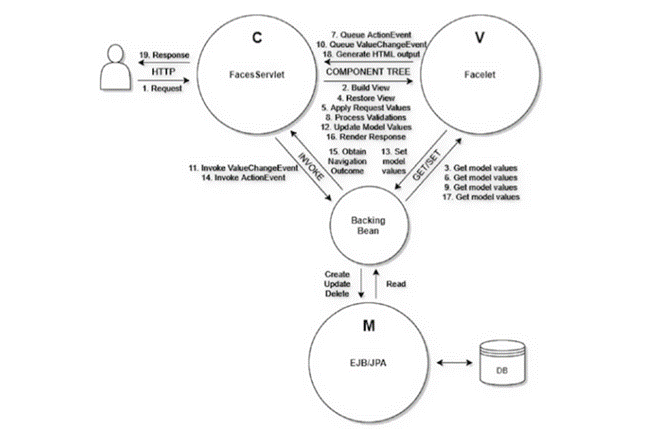 C
7. Queue ActionEvent
V
10. Queue ValueChangeEvent
19. Response
18. Generate HTML output
HTTP
FacesServlet
COMPONENT TREE
Facelet
1. Request
2. Build View
4. Restore View
5. Apply Request Values
8. Process Validations
12. Update Model Values
16. Render Response
15. Obtain
Navigation
Outcome
13. Set
model
values
INVOKE
GET/SET
11. Invoke ValueChangeEvent
14. Invoke ActionEvent
3. Get model values
6. Get model values
9. Get model values
17. Get model values
Backing
Bean
Create
Update
Delete
Read
M
EJB/JPA
DB